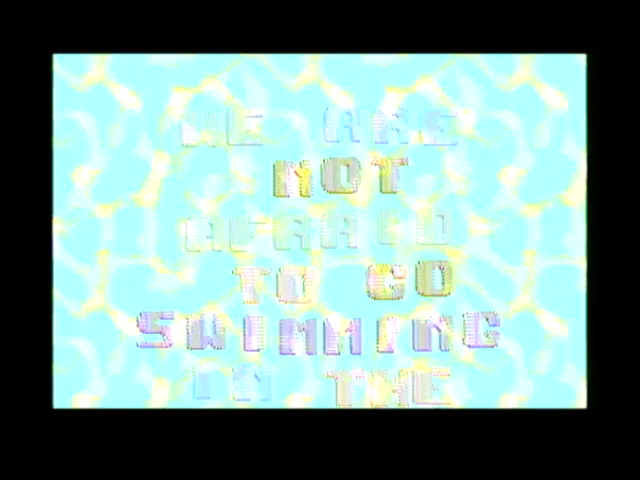 WE ARE
NOT
AFRAID
TO GO
SWIMMING
IN THE